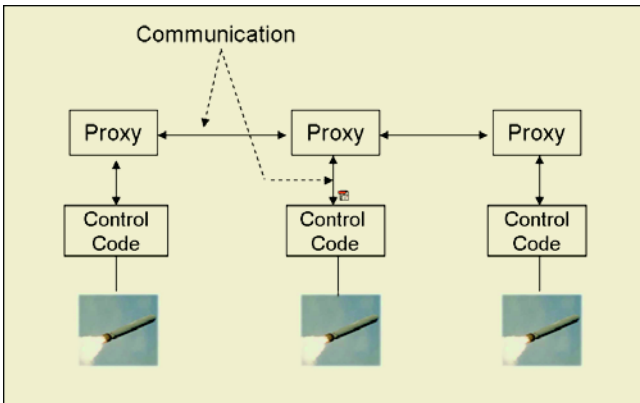 Communication
Proxy
Proxy
Proxy
Control
Code
Control
Code
Control
Code